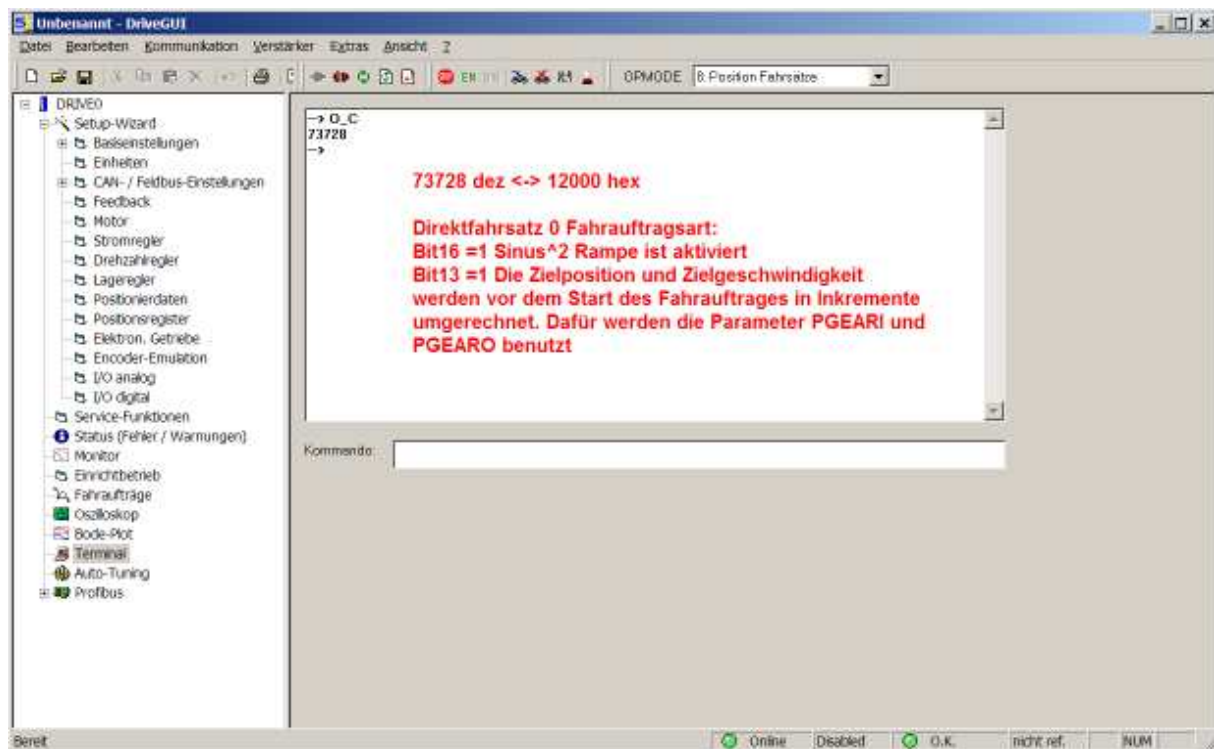 Unbenannt - DriveGUI
Datei Bearbeiten Kommunikation Verstärker Extras Ansicht ?
OPMODE 8: Position Fahrsätze
DRIVE0
Setup-Wizard
Basiseinstellungen
Einheiten
CAN- / Feldbus-Einstellungen
Feedback
Motor
Stromregler
Drehzahlregler
Lageregler
Positionierdaten
Positionsregister
Elektron. Getriebe
Encoder-Emulation
I/O analog
I/O digital
Service-Funktionen
Status (Fehler / Warnungen)
Monitor
Einrichtbetrieb
Fahraufträge
Oszilloskop
Bode-Plot
Terminal
Auto-Tuning
Profibus
--> O_C
73728
-->
73728 dez <-> 12000 hex
Direktfahrsatz 0 Fahrauftragsart:
Bit16 =1 Sinus^2 Rampe ist aktiviert
Bit13 =1 Die Zielposition und Zielgeschwindigkeit
werden vor dem Start des Fahrauftrages in Inkremente
umgerechnet. Dafür werden die Parameter PGEARI und
PGEARO benutzt
Kommando:
Bereit Online Disabled O.K. nicht ref. NUM